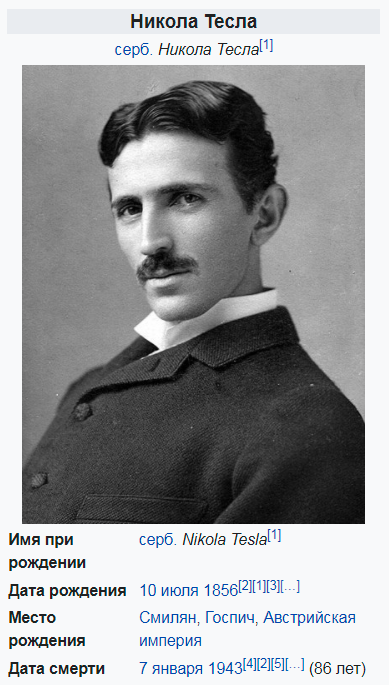 Никола Тесла
серб. Никола Тесла[1]
Имя при рождении серб. Nikola Tesla[1]
Дата рождения 10 июля 1856[2][1][3][…]
Место рождения Смилян, Госпич, Австрийская империя
Дата смерти 7 января 1943[4][2][5][…] (86 лет)